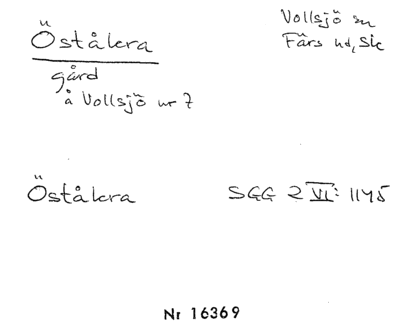 Öståkra
Vollsjö sn
Färs hd, Sk
gård
å Vollsjö nr 7
Öståkra
SGG 2 VI: 1145
Nr 16369